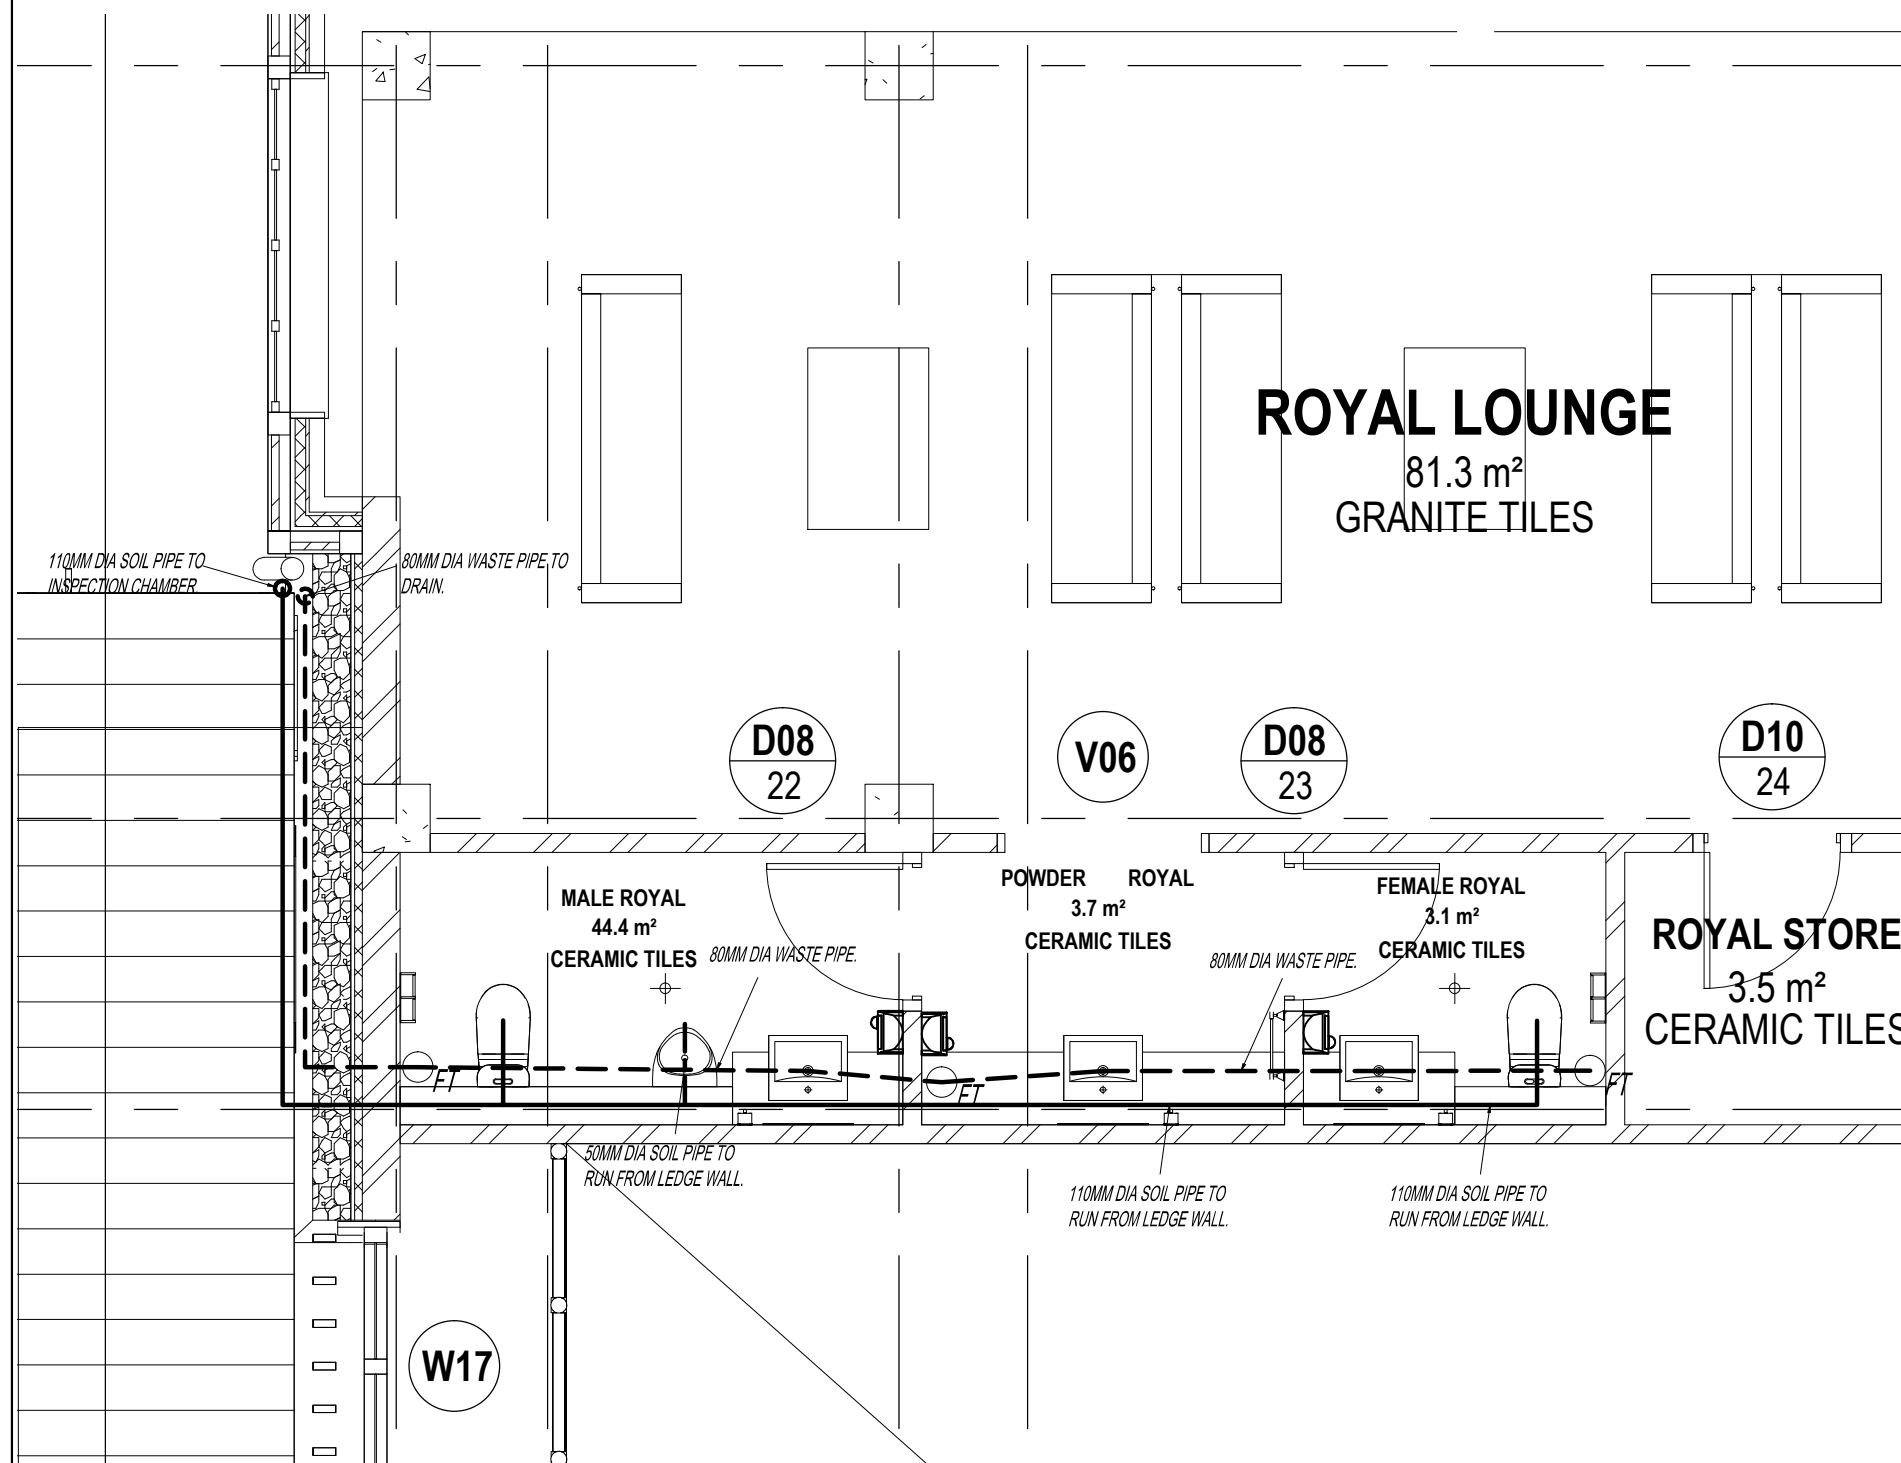 ROYAL LOUNGE
81.3 m²
GRANITE TILES
110MM DIA SOIL PIPE TO
INSPECTION CHAMBER.
80MM DIA WASTE PIPE TO
DRAIN.
D08
22
V06
D08
23
D10
24
MALE ROYAL
44.4 m²
CERAMIC TILES
80MM DIA WASTE PIPE.
POWDER ROYAL
3.7 m²
CERAMIC TILES
80MM DIA WASTE PIPE.
FEMALE ROYAL
3.1 m²
CERAMIC TILES
ROYAL STORE
3.5 m²
CERAMIC TILES
FT
FT
FT
50MM DIA SOIL PIPE TO
RUN FROM LEDGE WALL.
110MM DIA SOIL PIPE TO
RUN FROM LEDGE WALL.
110MM DIA SOIL PIPE TO
RUN FROM LEDGE WALL.
W17